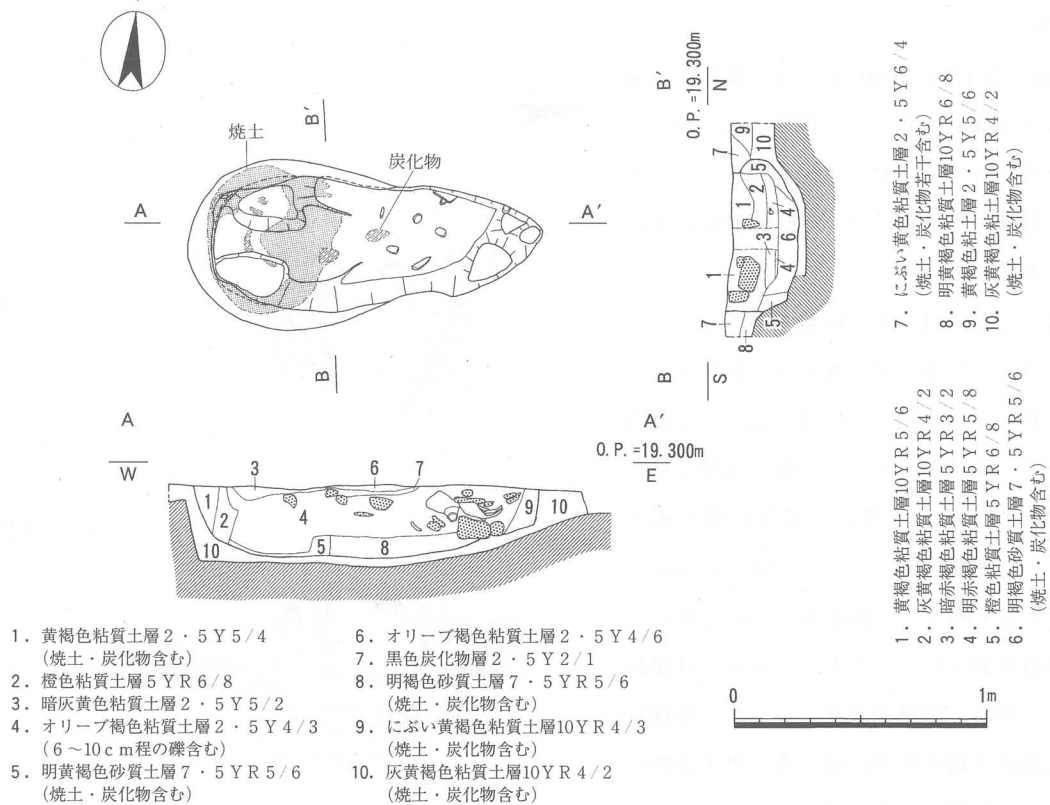 焼土
炭化物
B′
A
A′
B
B′
O.P.=19.300m
N
9
10
7
5
2
1
4
3
6
4′
1
5
7
8
B
S
A
W
A′
O.P.=19.300m
E
3
6
7
1
2
4
9
10
10
5
8
1. 黄褐色粘質土層2・5Y5/4
(焼土・炭化物含む)
2. 橙色粘質土層5YR6/8
3. 暗灰黄色粘質土層2・5Y5/2
4. オリーブ褐色粘質土層2・5Y4/3
(6~10cm程の礫含む)
5. 明黄褐色砂質土層7・5YR5/6
(焼土・炭化物含む)
6. オリーブ褐色粘質土層2・5Y4/6
7. 黒色炭化物層2・5Y2/1
8. 明褐色砂質土層7・5YR5/6
(焼土・炭化物含む)
9. にぶい黄褐色粘質土層10YR4/3
(焼土・炭化物含む)
10. 灰黄褐色粘質土層10YR4/2
(焼土・炭化物含む)
1. 黄褐色粘質土層10YR5/6
2. 灰黄褐色粘質土層10YR4/2
3. 暗赤褐色粘質土層5YR3/2
4. 明赤褐色粘質土層5YR5/8
5. 橙色粘質土層5YR6/8
6. 明褐色砂質土層7・5YR5/6
(焼土・炭化物含む)
7. にぶい黄色粘質土層2・5Y6/4
(焼土・炭化物若干含む)
8. 明黄褐色粘質土層10YR6/8
9. 黄褐色粘土層2・5Y5/6
10. 灰黄褐色粘土層10YR4/2
(焼土・炭化物含む)
0
1m